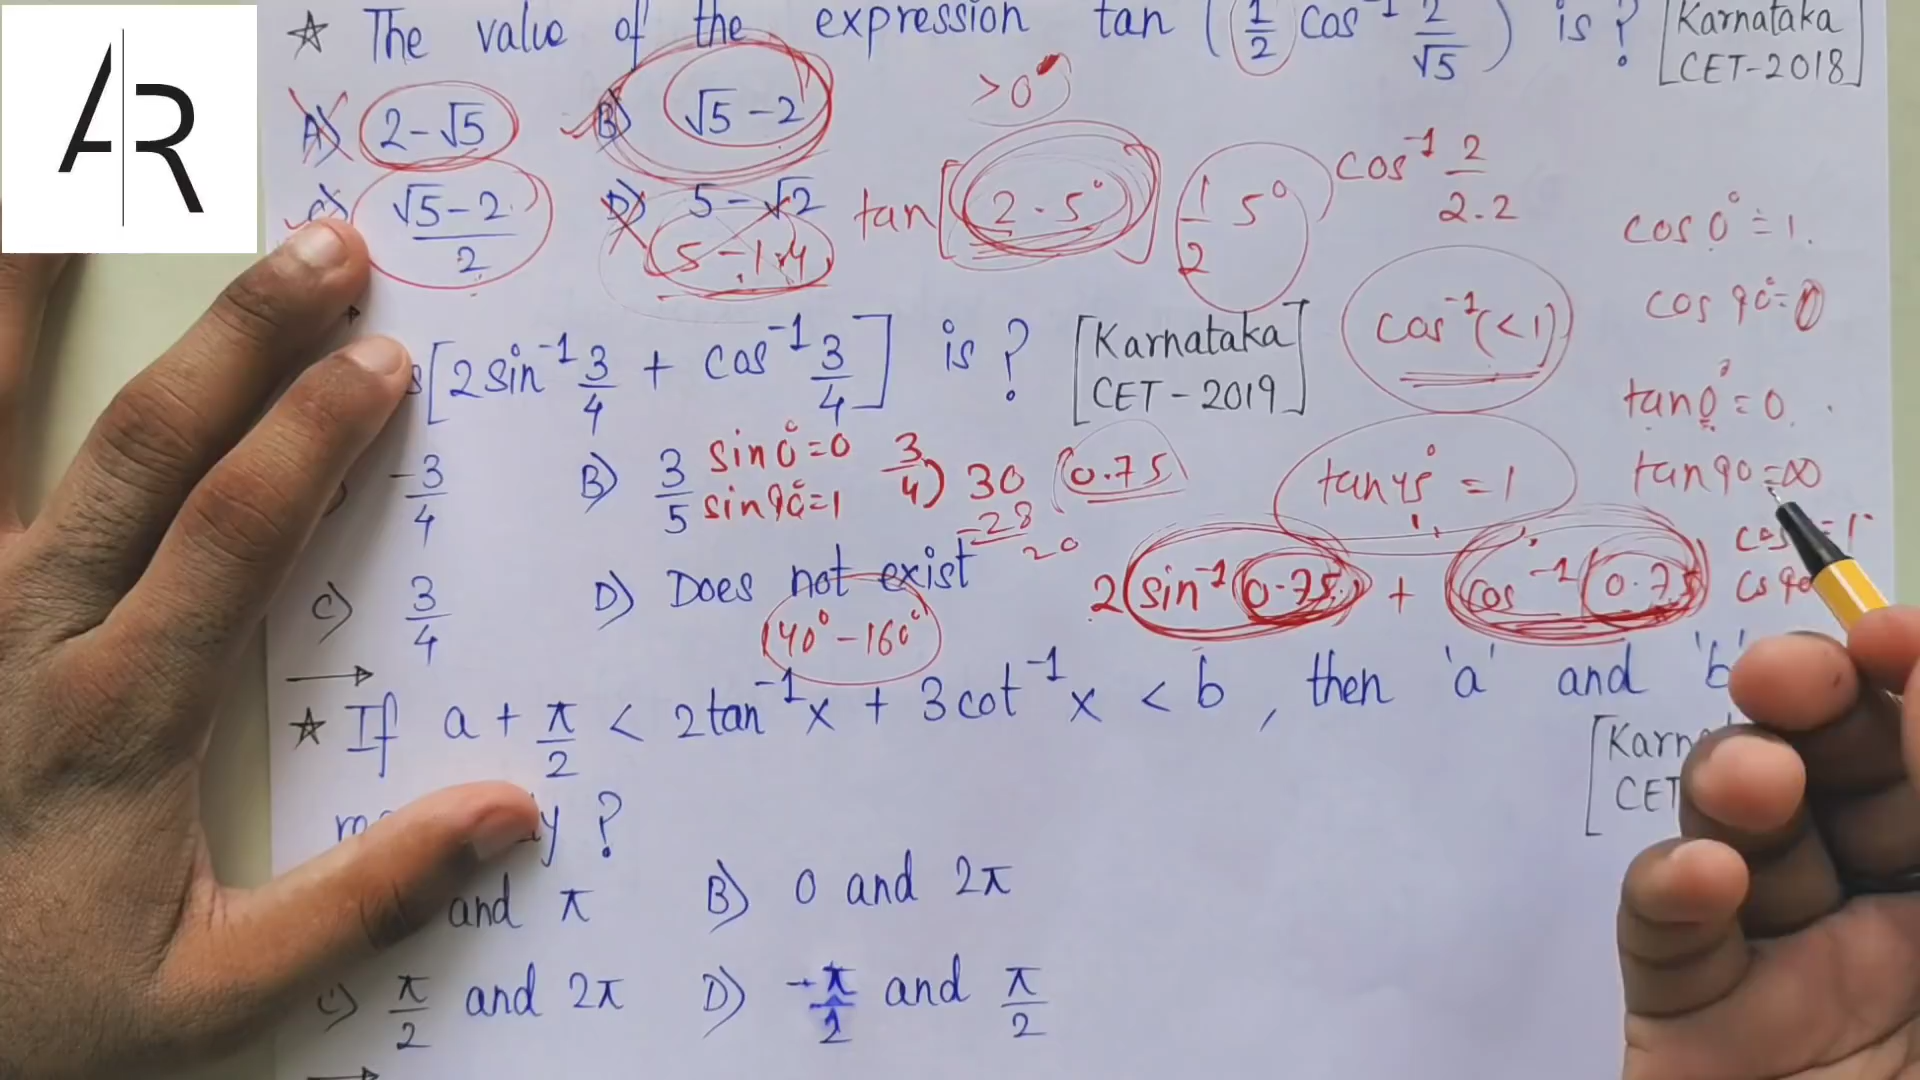 AR
☆ The value of the expression tan ( 1/2 cos⁻¹ 2/√5 ) is ? [Karnataka CET-2018]
> 0°
A) 2-√5 B) √5-2
C) √5-2/2 D) 5-√2
5-1.4
tan [2.5°] 1/2 5° cos⁻¹ 2/2.2
cos 0° = 1.
cos 90° = 0
cos⁻¹(<1)
tan 0° = 0.
tan 90 = ∞
tan 45° = 1
[2 sin⁻¹ 3/4 + cos⁻¹ 3/4] is ? [Karnataka CET-2019]
-3/4 B) 3/5
sin 0° = 0
sin 90° = 1
3/4) 30 0.75
-28
20
C) 3/4 D) Does not exist
140° - 160°
2 sin⁻¹(0.75) + cos⁻¹(0.75)
☆ If a + π/2 < 2tan⁻¹x + 3cot⁻¹x < b, then 'a' and 'b'
y ?
and π B) 0 and 2π
C) π/2 and 2π D) -π/2 and π/2